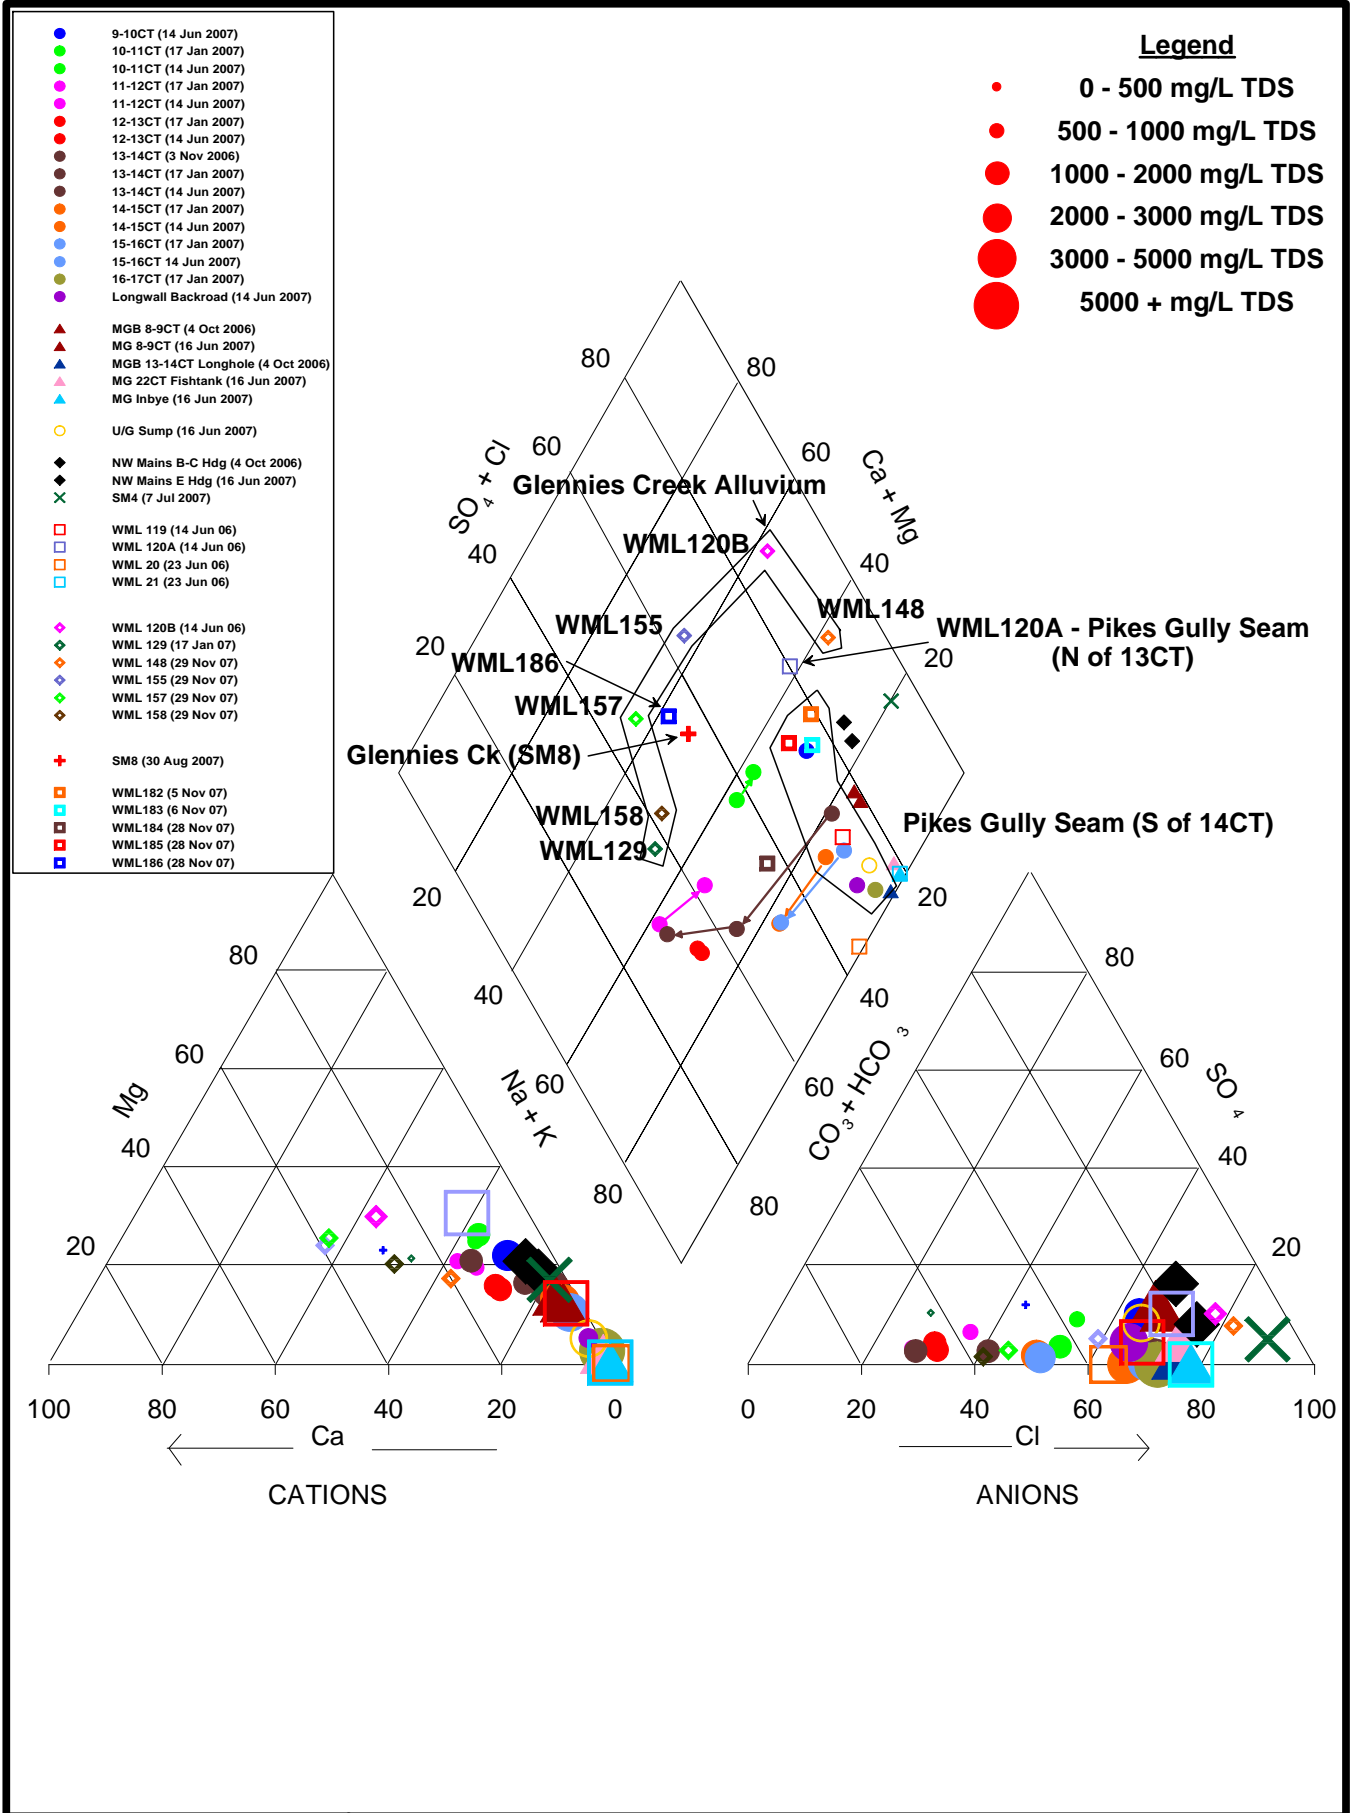 9-10CT (14 Jun 2007)
10-11CT (17 Jan 2007)
10-11CT (14 Jun 2007)
11-12CT (17 Jan 2007)
11-12CT (14 Jun 2007)
12-13CT (17 Jan 2007)
12-13CT (14 Jun 2007)
13-14CT (3 Nov 2006)
13-14CT (17 Jan 2007)
13-14CT (14 Jun 2007)
14-15CT (17 Jan 2007)
14-15CT (14 Jun 2007)
15-16CT (17 Jan 2007)
15-16CT 14 Jun 2007)
16-17CT (17 Jan 2007)
Longwall Backroad (14 Jun 2007)
MGB 8-9CT (4 Oct 2006)
MG 8-9CT (16 Jun 2007)
MGB 13-14CT Longhole (4 Oct 2006)
MG 22CT Fishtank (16 Jun 2007)
MG Inbye (16 Jun 2007)
U/G Sump (16 Jun 2007)
NW Mains B-C Hdg (4 Oct 2006)
NW Mains E Hdg (16 Jun 2007)
SM4 (7 Jul 2007)
WML 119 (14 Jun 06)
WML 120A (14 Jun 06)
WML 20 (23 Jun 06)
WML 21 (23 Jun 06)
WML 120B (14 Jun 06)
WML 129 (17 Jan 07)
WML 148 (29 Nov 07)
WML 155 (29 Nov 07)
WML 157 (29 Nov 07)
WML 158 (29 Nov 07)
SM8 (30 Aug 2007)
WML182 (5 Nov 07)
WML183 (6 Nov 07)
WML184 (28 Nov 07)
WML185 (28 Nov 07)
WML186 (28 Nov 07)
Legend
0 - 500 mg/L TDS
500 - 1000 mg/L TDS
1000 - 2000 mg/L TDS
2000 - 3000 mg/L TDS
3000 - 5000 mg/L TDS
5000 + mg/L TDS
80 80
60 60
SO4 + Cl
Ca + Mg
Glennies Creek Alluvium
WML120B
40 40
WML148
WML155
WML120A - Pikes Gully Seam
(N of 13CT)
20 20
WML186
WML157
Glennies Ck (SM8)
WML158
Pikes Gully Seam (S of 14CT)
WML129
20 20
40 40
60 60
80 80
Na + K
CO3 + HCO3
80
60
Mg
40
20
80
60
SO4
40
20
100 80 60 40 20 0
0 20 40 60 80 100
Ca
Cl
CATIONS
ANIONS